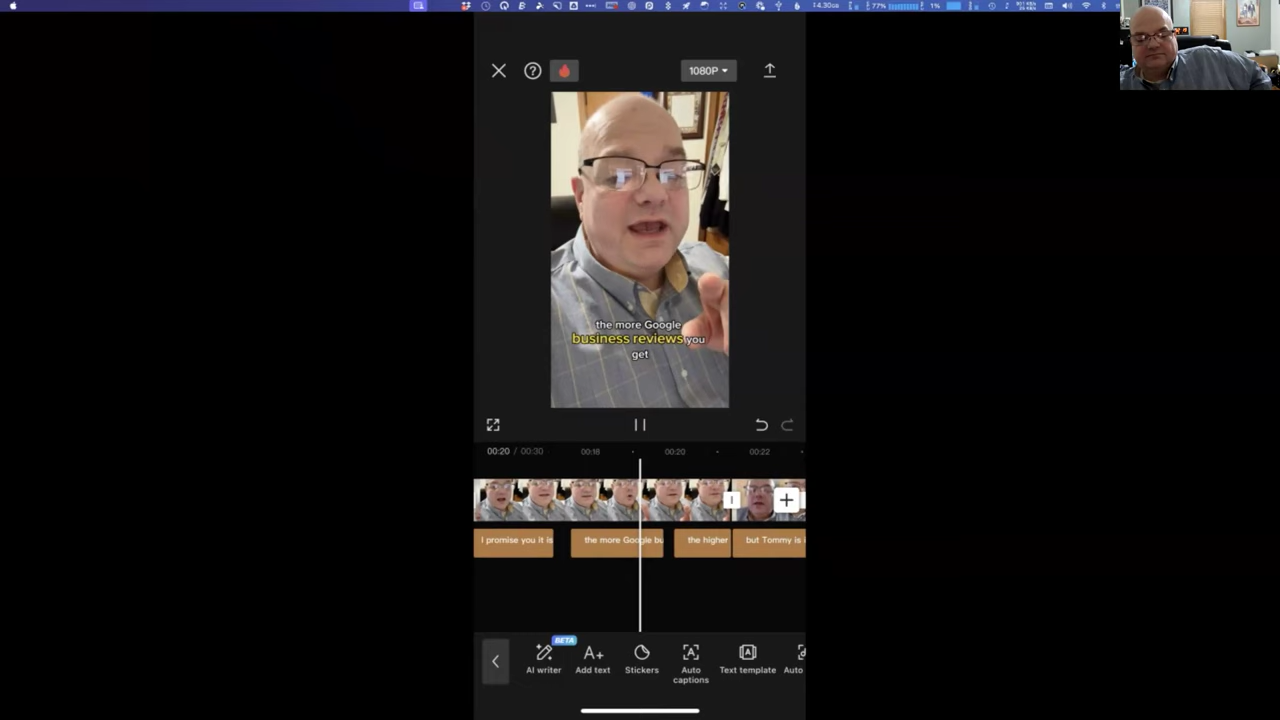 77%
1%
1080P
the more Google
business reviews you
get
00:20 / 00:30
00:18
00:20
00:22
I promise you it is
the more Google bu
the higher
but Tommy is i
BETA
AI writer
Add text
Stickers
Auto
captions
Text template
Auto